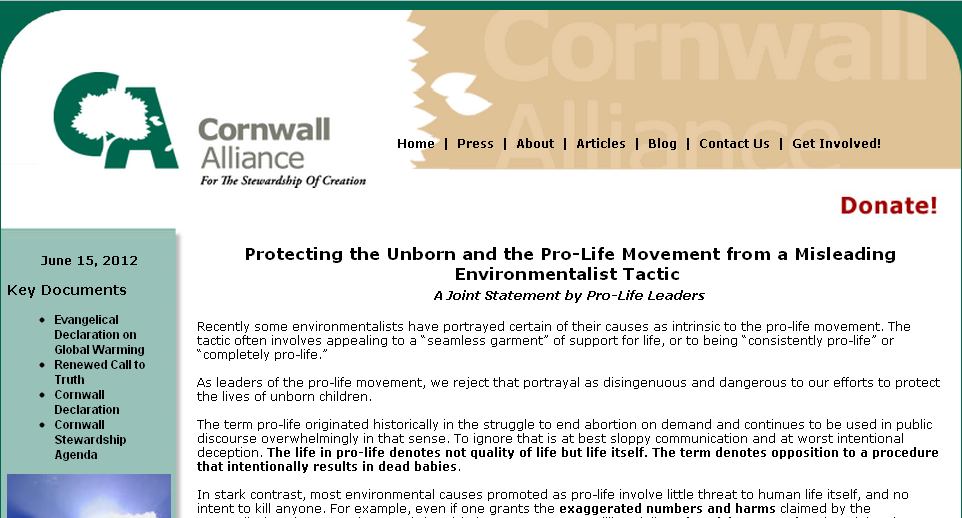 Cornwall
Alliance
CA
Cornwall
Alliance
For The Stewardship Of Creation
Home | Press | About | Articles | Blog | Contact Us | Get Involved!
Donate!
June 15, 2012
Key Documents
• Evangelical
Declaration on
Global Warming
• Renewed Call to
Truth
• Cornwall
Declaration
• Cornwall
Stewardship
Agenda
Protecting the Unborn and the Pro-Life Movement from a Misleading
Environmentalist Tactic
A Joint Statement by Pro-Life Leaders
Recently some environmentalists have portrayed certain of their causes as intrinsic to the pro-life movement. The
tactic often involves appealing to a “seamless garment” of support for life, or to being “consistently pro-life” or
“completely pro-life.”
As leaders of the pro-life movement, we reject that portrayal as disingenuous and dangerous to our efforts to protect
the lives of unborn children.
The term pro-life originated historically in the struggle to end abortion on demand and continues to be used in public
discourse overwhelmingly in that sense. To ignore that is at best sloppy communication and at worst intentional
deception. The life in pro-life denotes not quality of life but life itself. The term denotes opposition to a procedure
that intentionally results in dead babies.
In stark contrast, most environmental causes promoted as pro-life involve little threat to human life itself, and no
intent to kill anyone. For example, even if one grants the exaggerated numbers and harms claimed by the